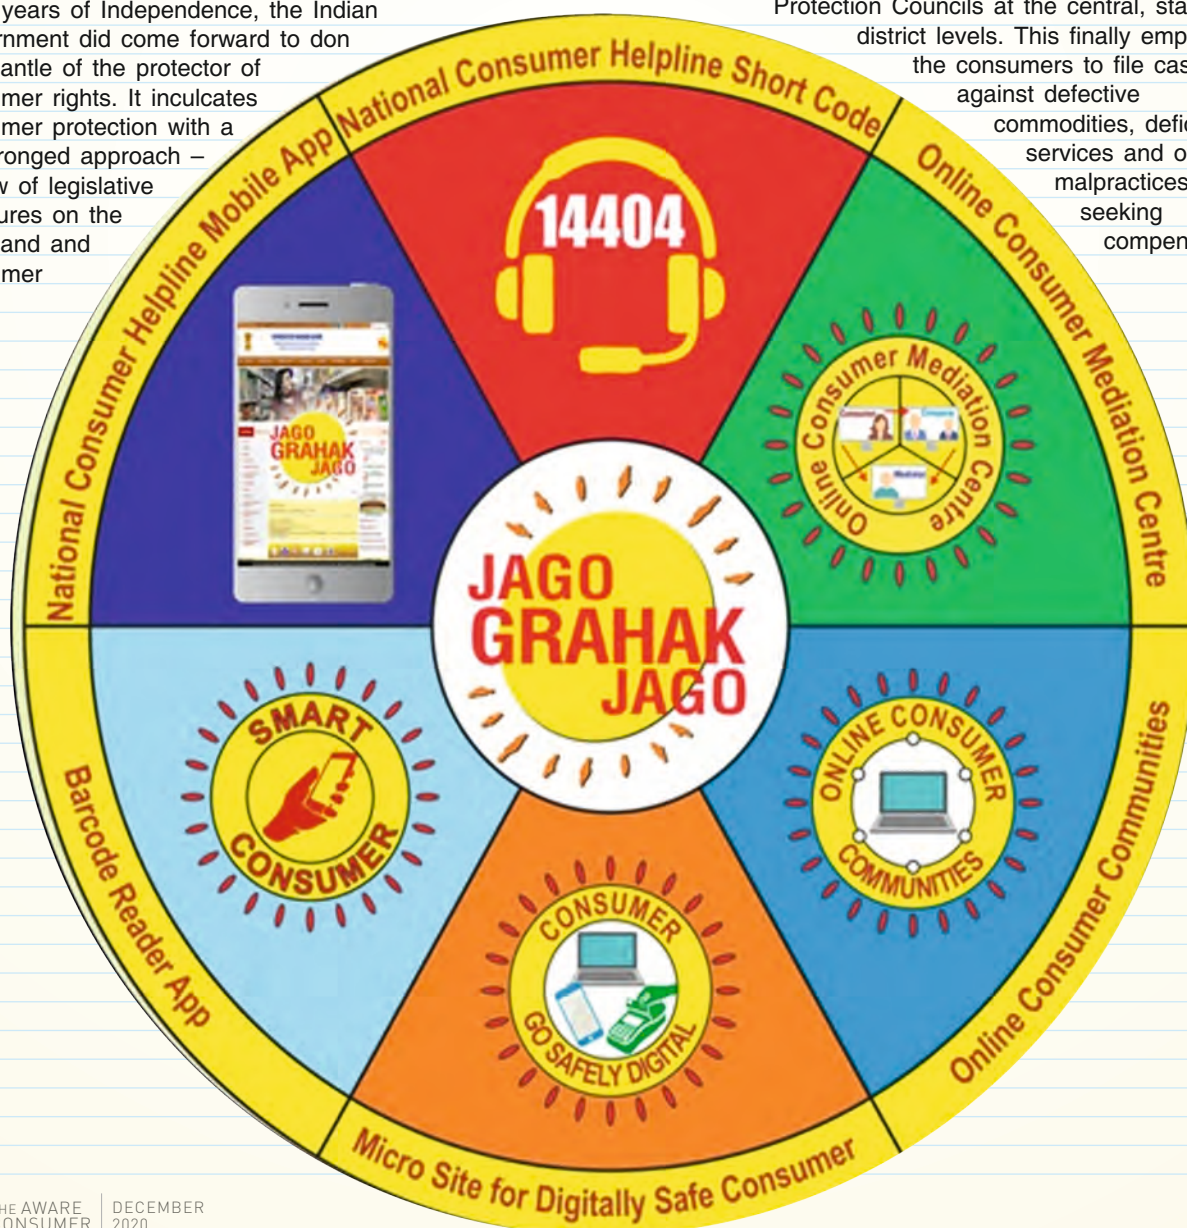 years of Independence, the Indian
rnment did come forward to don
antle of the protector of
mer rights. It inculcates
mer protection with a
ronged approach –
w of legislative
ures on the
and and
mer
Protection Councils at the central, sta
district levels. This finally emp
the consumers to file cas
against defective
commodities, defic
services and o
malpractices
seeking
compen
National Consumer Helpline Short Code
14404
Online Consumer Mediation Centre
Online Consumer Mediation Centre
Consumer
Mediator
Online Consumer Communities
ONLINE CONSUMER
COMMUNITIES
Micro Site for Digitally Safe Consumer
CONSUMER
GO SAFELY DIGITAL
Barcode Reader App
SMART
CONSUMER
National Consumer Helpline Mobile App
JAGO
GRAHAK
JAGO
JAGO
GRAHAK
JAGO
HE AWARE
ONSUMER
DECEMBER
2020